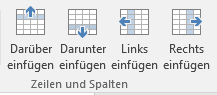 Darüber Darunter Links Rechts
einfügen einfügen einfügen einfügen
Zeilen und Spalten